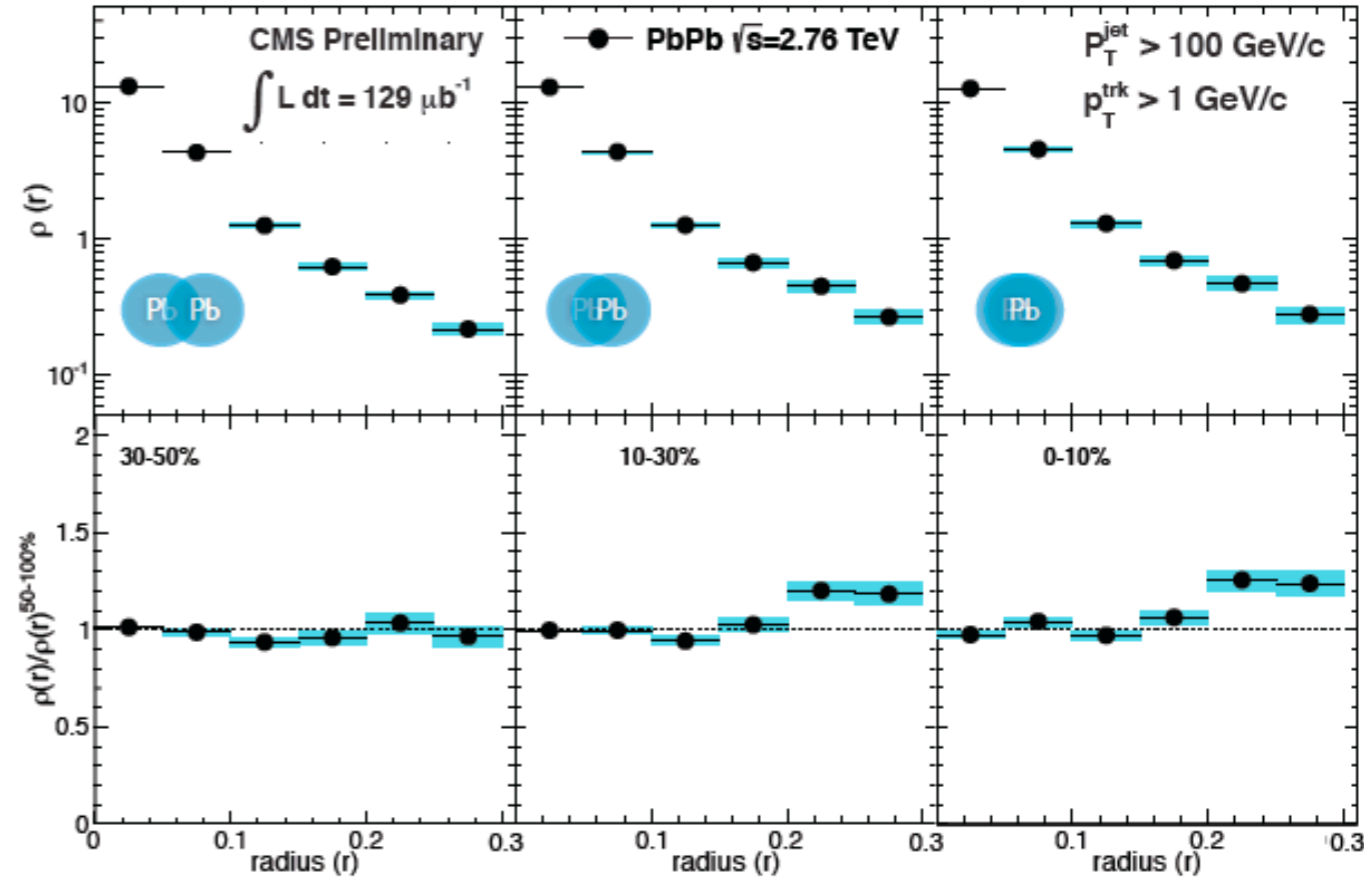 CMS Preliminary
∫ L dt = 129 μb⁻¹
PbPb √s=2.76 TeV
P_T^jet > 100 GeV/c
p_T^trk > 1 GeV/c
ρ (r)
10
1
10⁻¹
Pb Pb
Pb Pb
Pb Pb
30-50%
10-30%
0-10%
ρ(r)/ρ(r)^50-100%
2
1.5
1
0.5
0
0 0.1 0.2 0.3
0.1 0.2 0.3
0.1 0.2 0.3
radius (r)
radius (r)
radius (r)